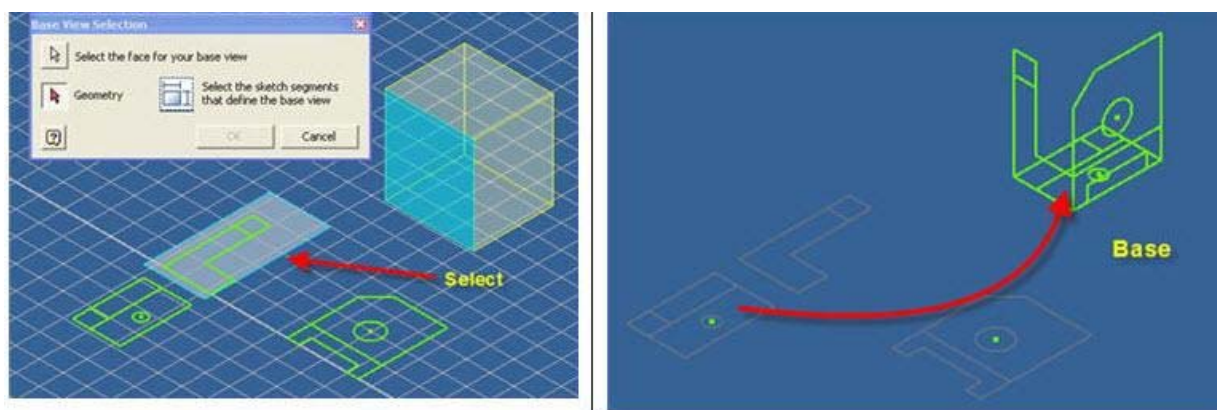 Base View Selection
Select the face for your base view
Geometry
Select the sketch segments
that define the base view
OK
Cancel
Select
Base